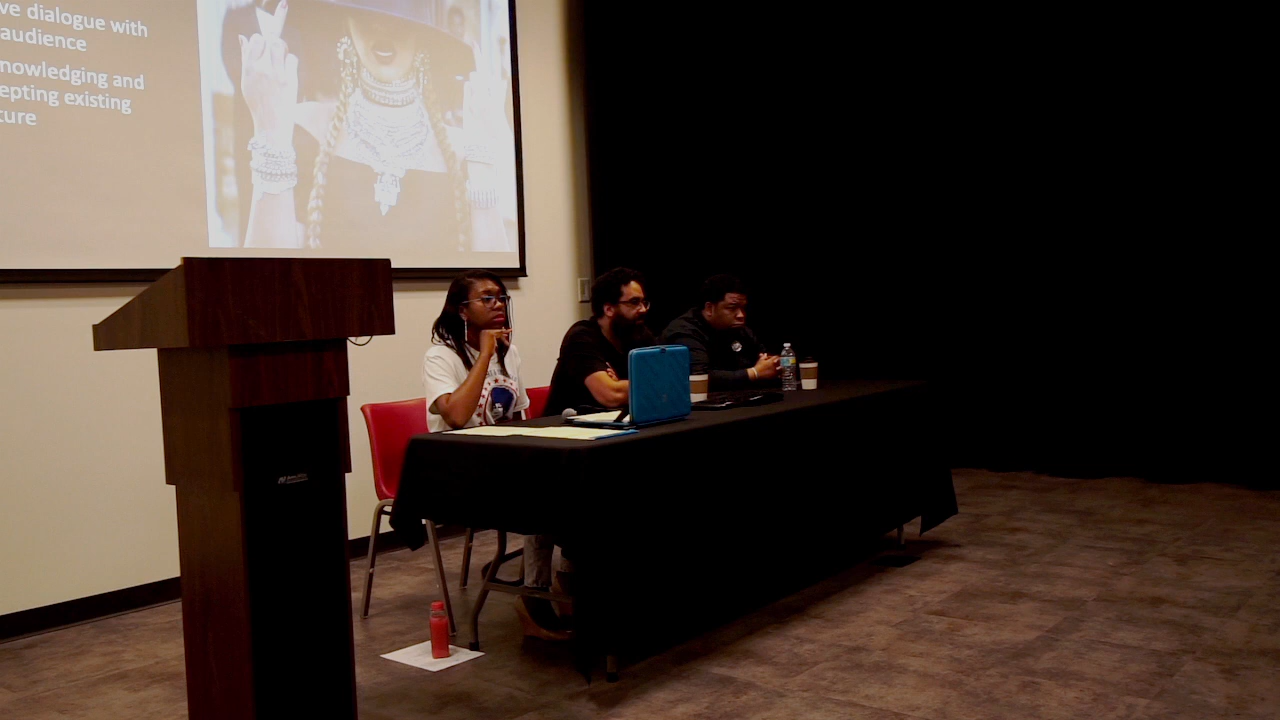 ve dialogue with
audience
nowledging and
epting existing
ture